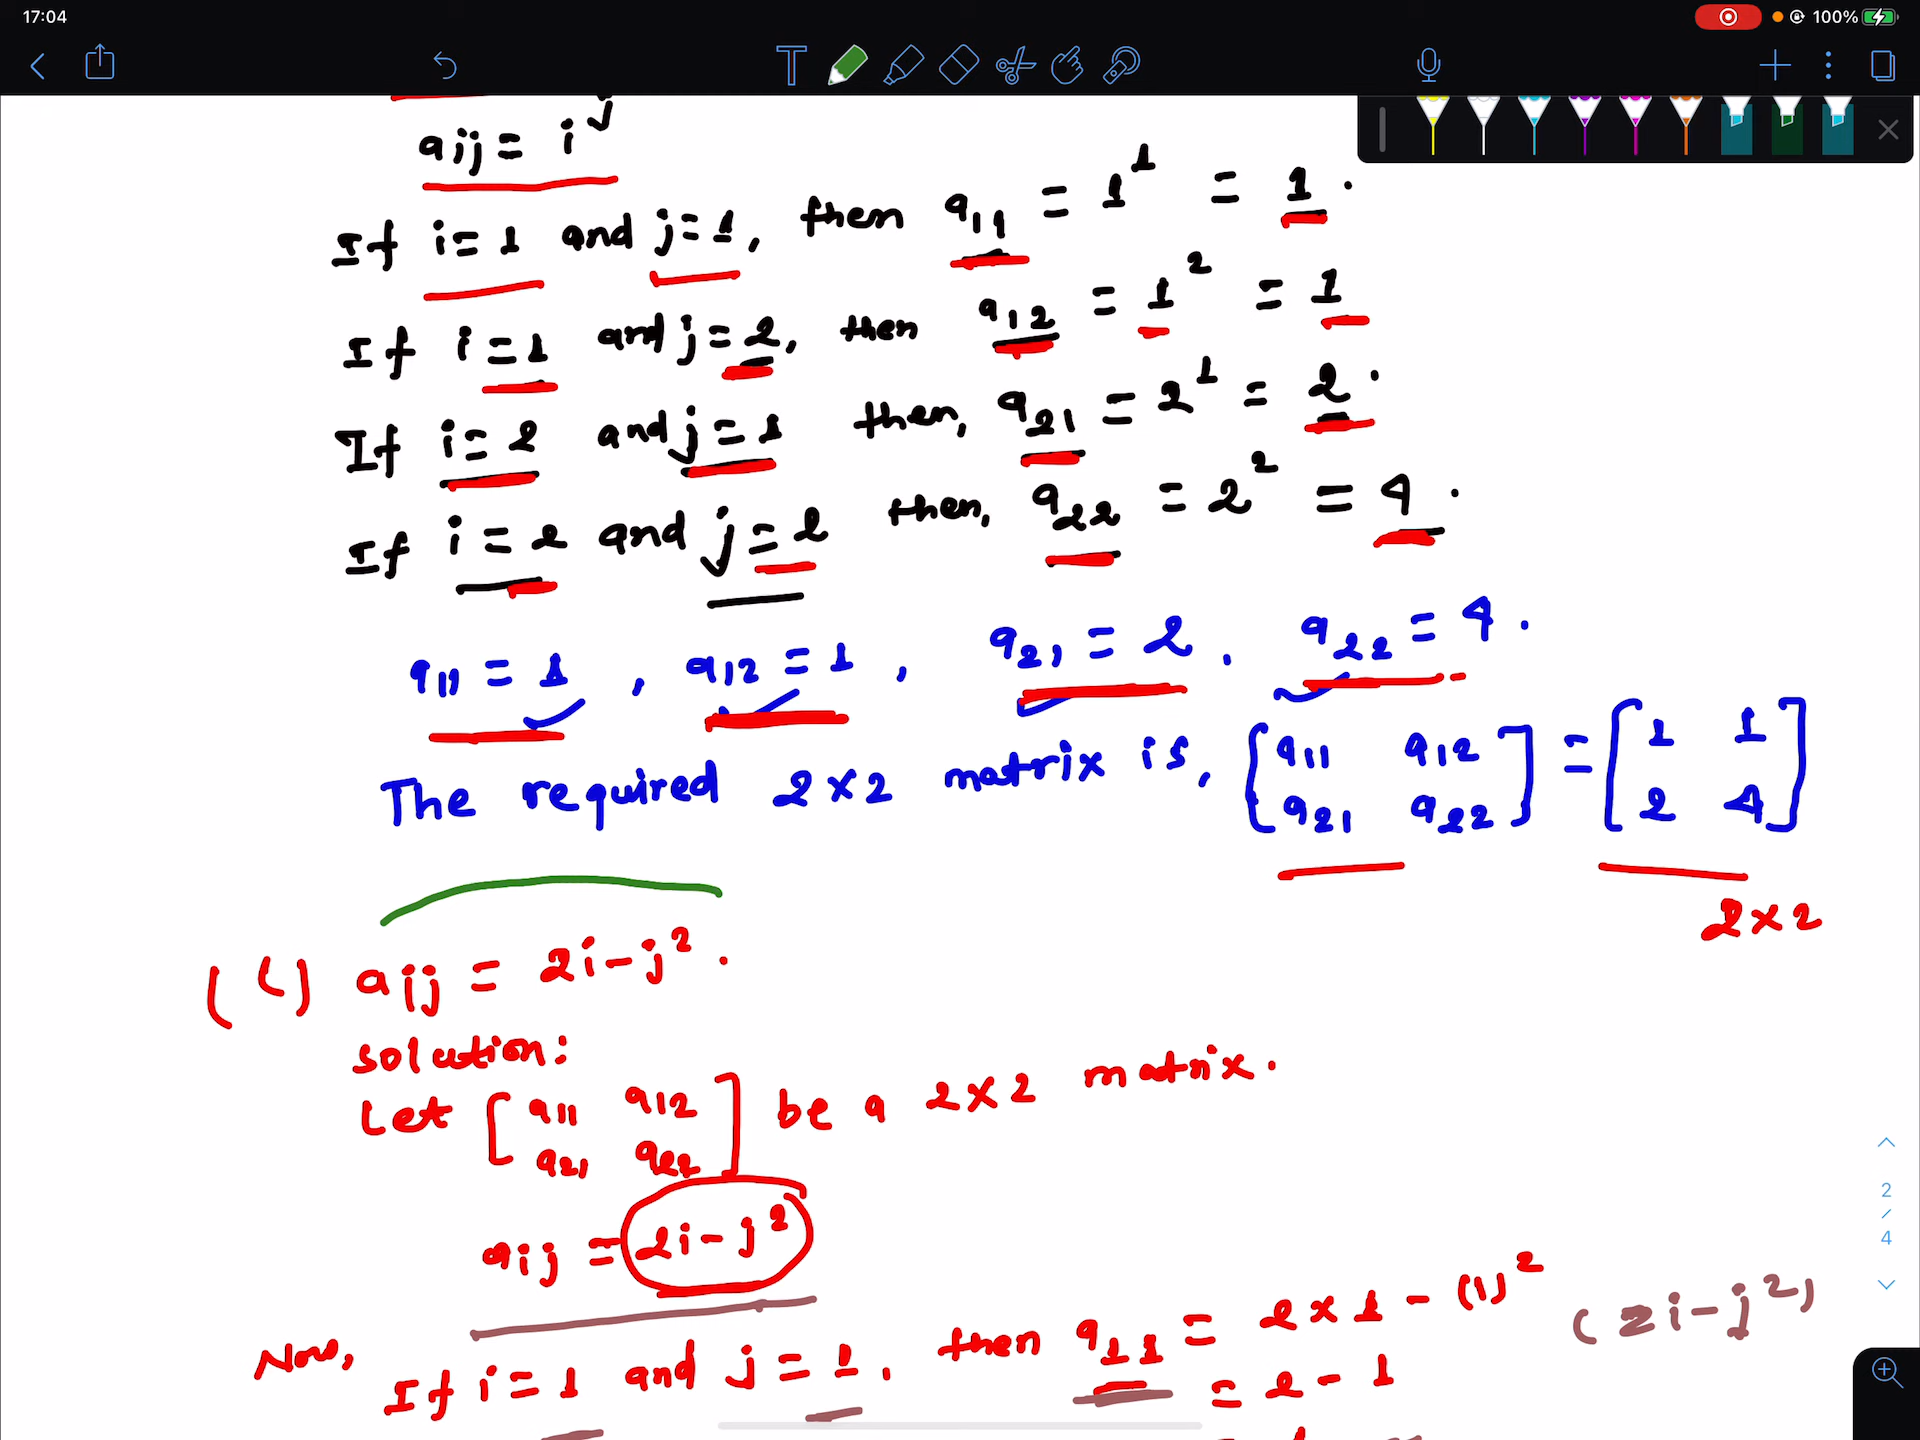 17:04
100%
T
aij = i^j
If i=1 and j=1, then a11 = 1^1 = 1.
If i=1 and j=2, then a12 = 1^2 = 1
If i=2 and j=1 then, a21 = 2^1 = 2.
If i=2 and j=2 then, a22 = 2^2 = 4.
a11 = 1, a12 = 1, a21 = 2. a22 = 4.
The required 2×2 matrix is, [a11 a12 = [1 1
a21 a22] 2 4]
2×2
(c) aij = 2i-j².
solution:
Let [a11 a12
a21 a22] be a 2×2 matrix.
aij = 2i-j²
Now,
If i=1 and j=1, then a11 = 2×1-(1)² (2i-j²)
= 2-1
2
/
4